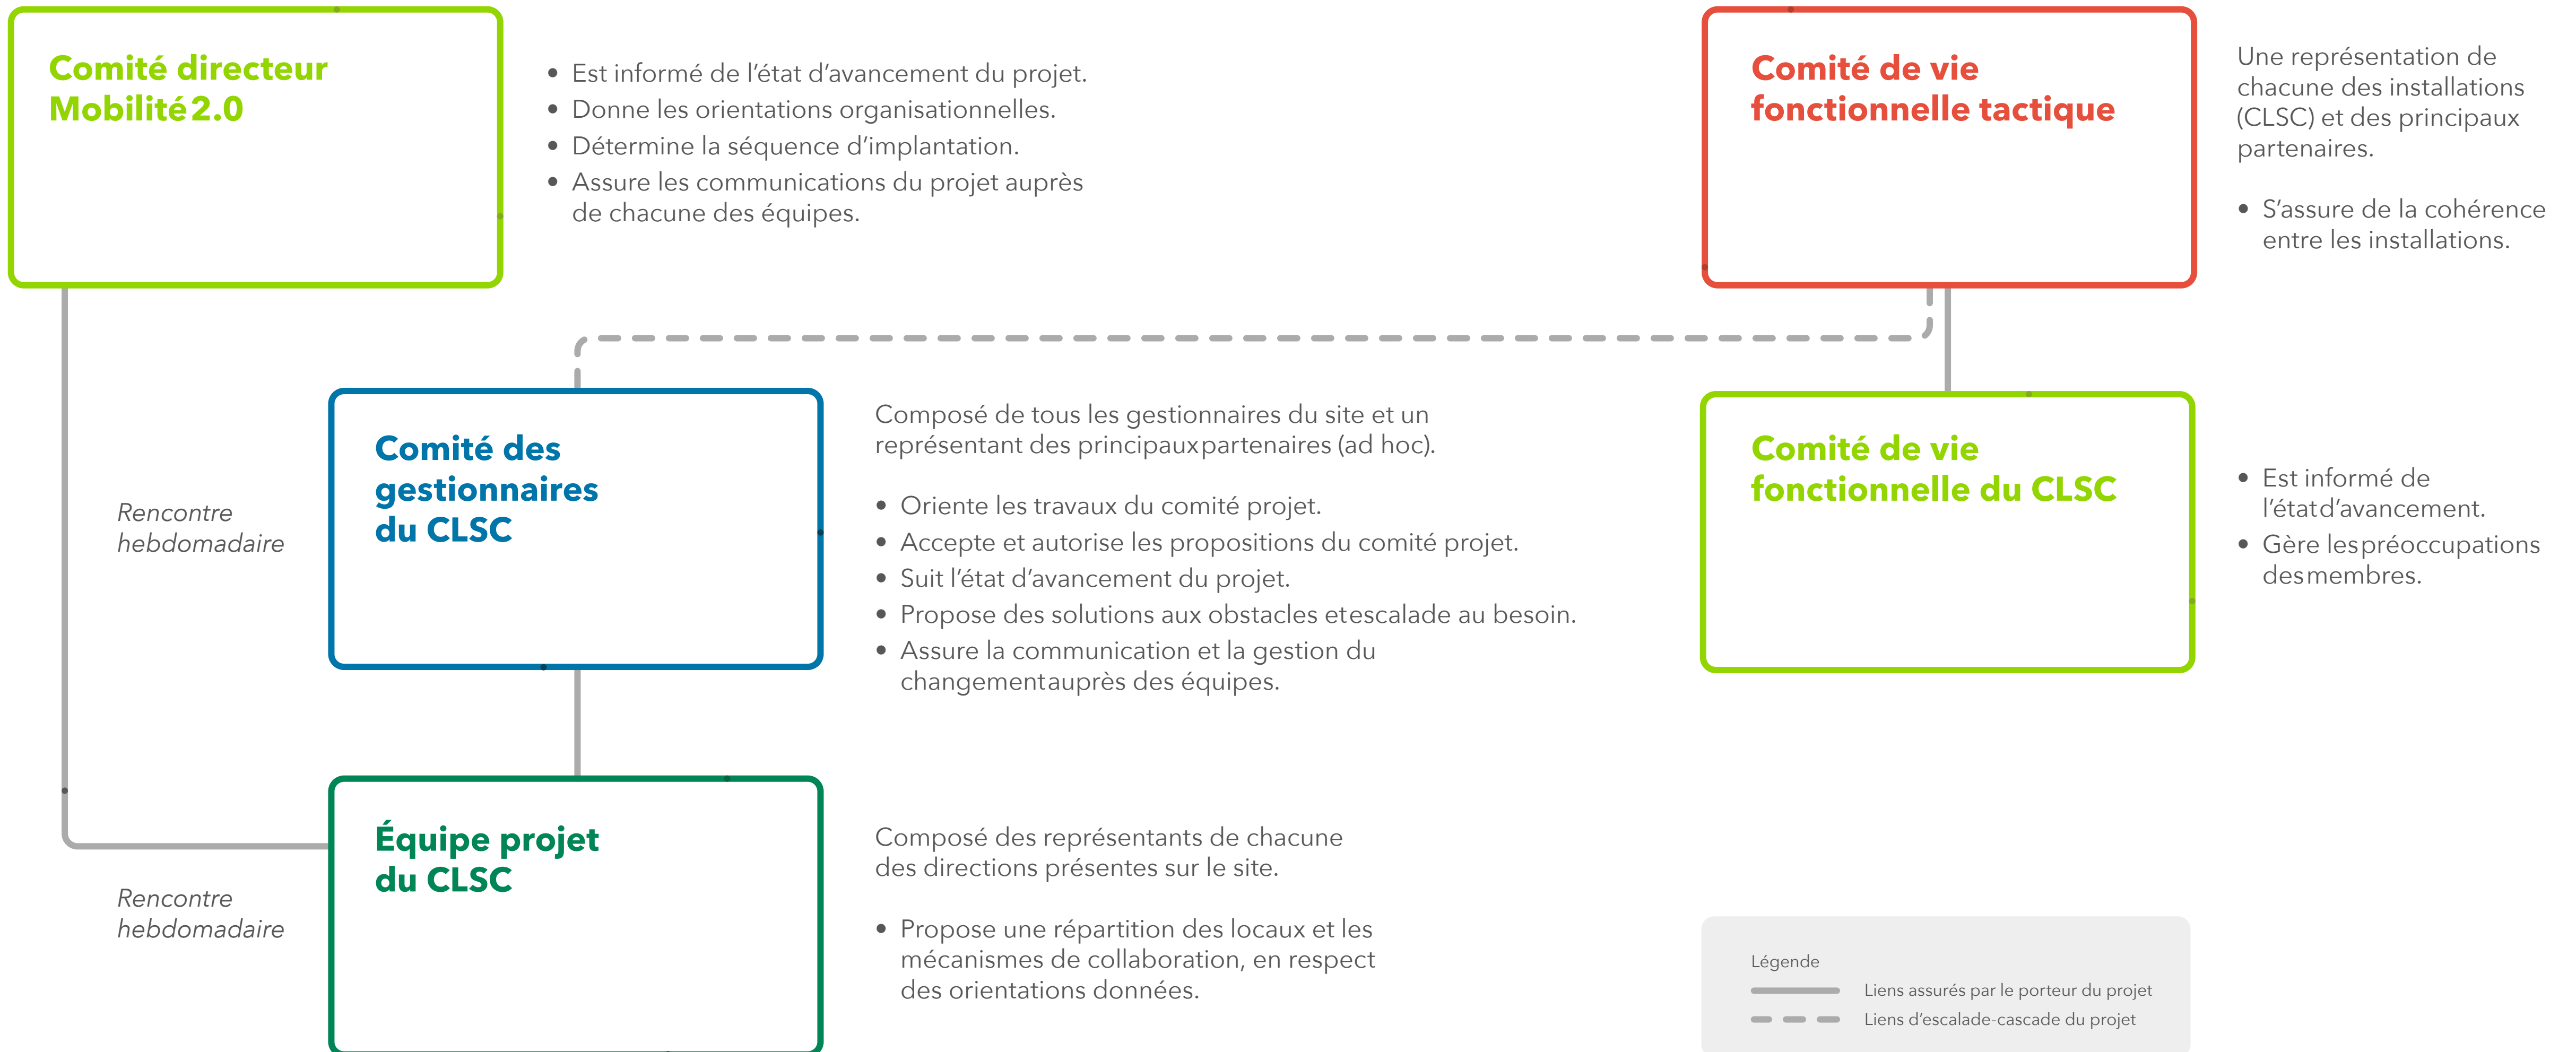 Comité directeur
Mobilité 2.0
• Est informé de l’état d’avancement du projet.
• Donne les orientations organisationnelles.
• Détermine la séquence d’implantation.
• Assure les communications du projet auprès
de chacune des équipes.
Comité de vie
fonctionnelle tactique
Une représentation de
chacune des installations
(CLSC) et des principaux
partenaires.
• S’assure de la cohérence
entre les installations.
Rencontre
hebdomadaire
Comité des
gestionnaires
du CLSC
Composé de tous les gestionnaires du site et un
représentant des principaux partenaires (ad hoc).
• Oriente les travaux du comité projet.
• Accepte et autorise les propositions du comité projet.
• Suit l’état d’avancement du projet.
• Propose des solutions aux obstacles et escalade au besoin.
• Assure la communication et la gestion du
changement auprès des équipes.
Comité de vie
fonctionnelle du CLSC
• Est informé de
l’état d’avancement.
• Gère les préoccupations
des membres.
Rencontre
hebdomadaire
Équipe projet
du CLSC
Composé des représentants de chacune
des directions présentes sur le site.
• Propose une répartition des locaux et les
mécanismes de collaboration, en respect
des orientations données.
Légende
Liens assurés par le porteur du projet
Liens d’escalade-cascade du projet